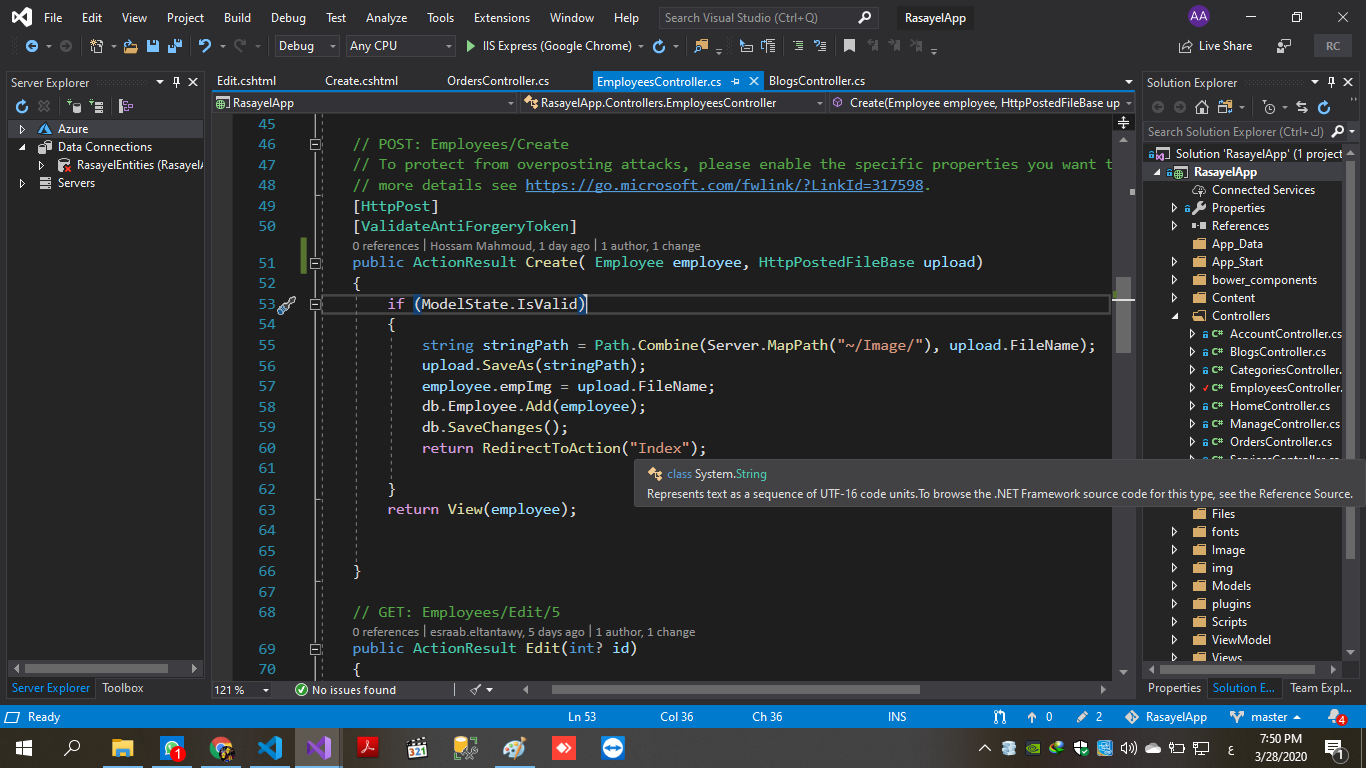 File Edit View Project Build Debug Test Analyze Tools Extensions Window Help Search Visual Studio (Ctrl+Q) RasayelApp AA
Debug Any CPU IIS Express (Google Chrome) Live Share RC
Server Explorer
Azure
Data Connections
RasayelEntities (Rasayel
Servers
Server Explorer Toolbox
Edit.cshtml Create.cshtml OrdersController.cs EmployeesController.cs BlogsController.cs
RasayelApp RasayelApp.Controllers.EmployeesController Create(Employee employee, HttpPostedFileBase up
45
46 // POST: Employees/Create
47 // To protect from overposting attacks, please enable the specific properties you want t
48 // more details see https://go.microsoft.com/fwlink/?LinkId=317598.
49 [HttpPost]
50 [ValidateAntiForgeryToken]
0 references | Hossam Mahmoud, 1 day ago | 1 author, 1 change
51 public ActionResult Create( Employee employee, HttpPostedFileBase upload)
52 {
53 if (ModelState.IsValid)
54 {
55 string stringPath = Path.Combine(Server.MapPath("~/Image/"), upload.FileName);
56 upload.SaveAs(stringPath);
57 employee.empImg = upload.FileName;
58 db.Employee.Add(employee);
59 db.SaveChanges();
60 return RedirectToAction("Index");
61
62 }
63 return View(employee);
64
65
66 }
67
68 // GET: Employees/Edit/5
0 references | esraab.eltantawy, 5 days ago | 1 author, 1 change
69 public ActionResult Edit(int? id)
70 {
class System.String
Represents text as a sequence of UTF-16 code units.To browse the .NET Framework source code for this type, see the Reference Source.
121 % No issues found
Solution Explorer
Search Solution Explorer (Ctrl+د)
Solution 'RasayelApp' (1 project
RasayelApp
Connected Services
Properties
References
App_Data
App_Start
bower_components
Content
Controllers
C# AccountController.cs
C# BlogsController.cs
C# CategoriesController.
C# EmployeesController.
C# HomeController.cs
C# ManageController.cs
C# OrdersController.cs
Files
fonts
Image
img
Models
plugins
Scripts
ViewModel
Views
Properties Solution E... Team Expl...
Ready Ln 53 Col 36 Ch 36 INS 0 2 RasayelApp master 4
1 321 ع 7:50 PM
3/28/2020 1